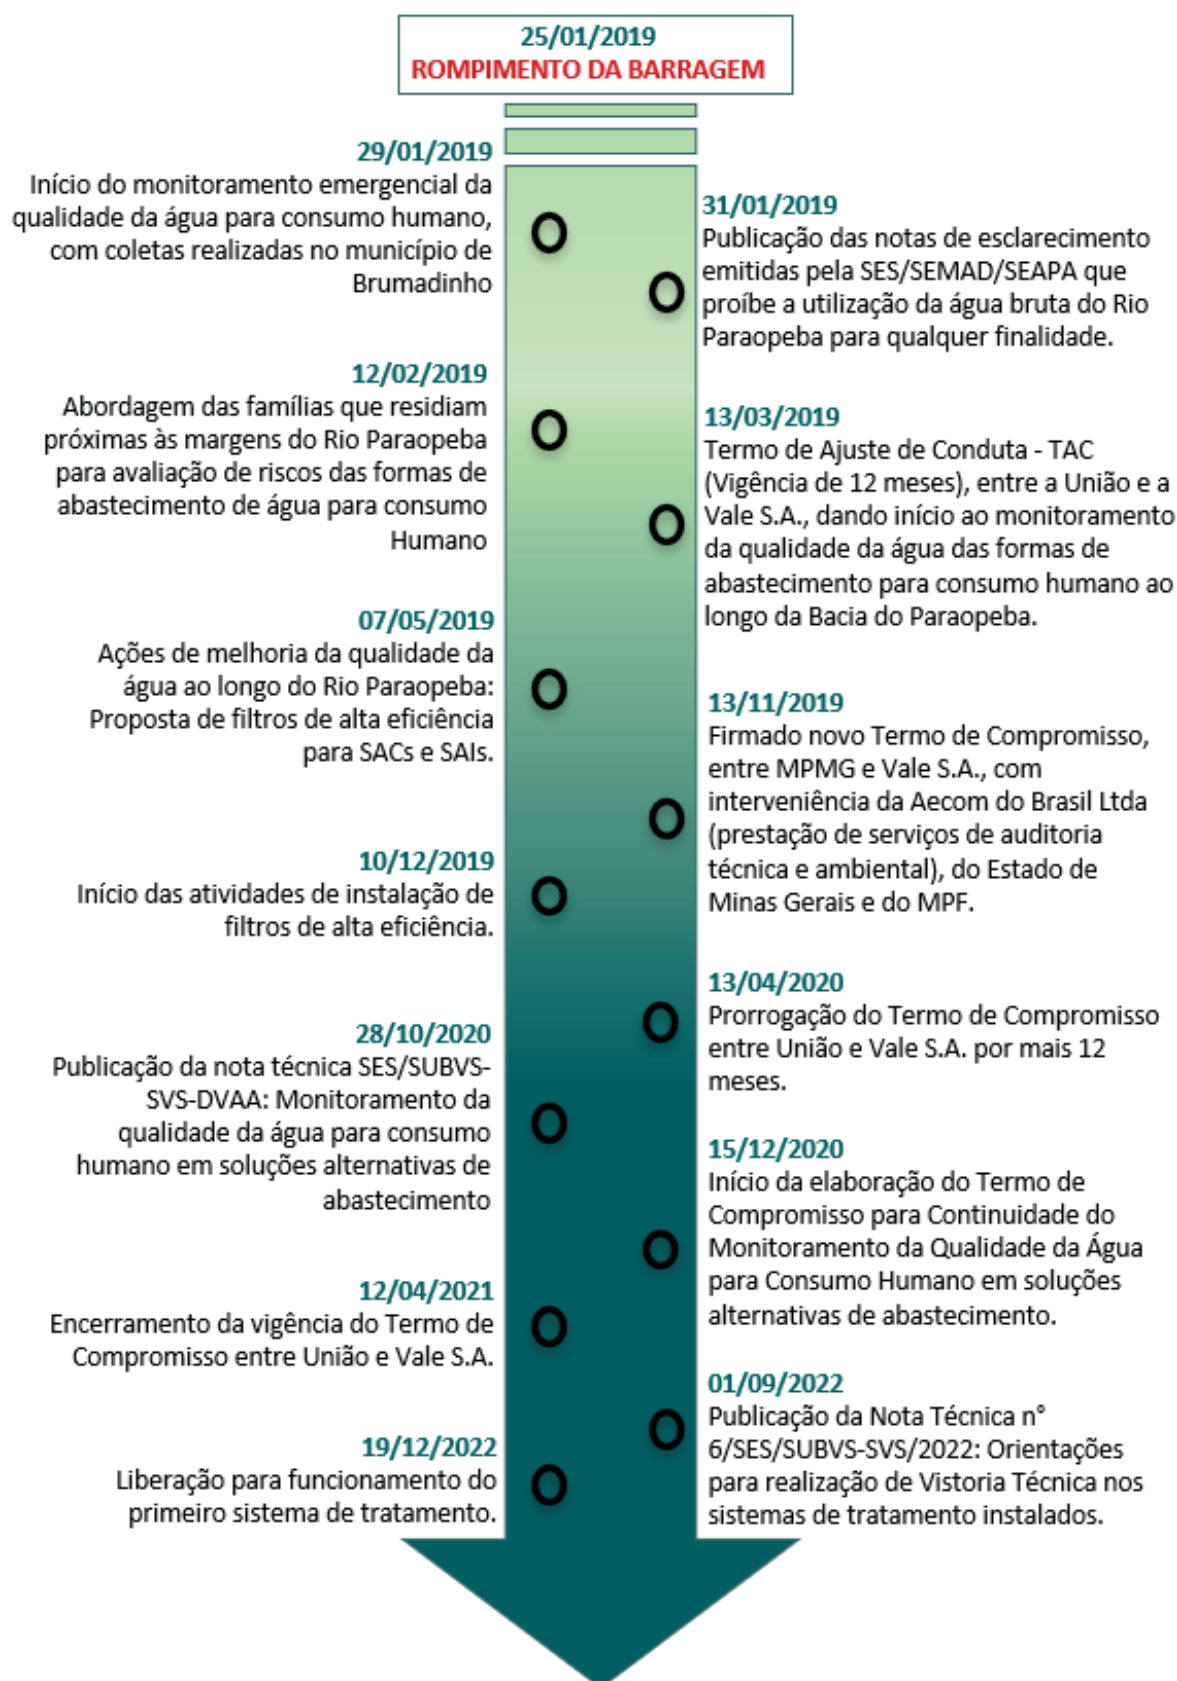 25/01/2019
ROMPIMENTO DA BARRAGEM
29/01/2019
Início do monitoramento emergencial da
qualidade da água para consumo humano,
com coletas realizadas no município de
Brumadinho
31/01/2019
Publicação das notas de esclarecimento
emitidas pela SES/SEMAD/SEAPA que
proíbe a utilização da água bruta do Rio
Paraopeba para qualquer finalidade.
12/02/2019
Abordagem das famílias que residiam
próximas às margens do Rio Paraopeba
para avaliação de riscos das formas de
abastecimento de água para consumo
Humano
13/03/2019
Termo de Ajuste de Conduta - TAC
(Vigência de 12 meses), entre a União e a
Vale S.A., dando início ao monitoramento
da qualidade da água das formas de
abastecimento para consumo humano ao
longo da Bacia do Paraopeba.
07/05/2019
Ações de melhoria da qualidade da
água ao longo do Rio Paraopeba:
Proposta de filtros de alta eficiência
para SACs e SAIs.
13/11/2019
Firmado novo Termo de Compromisso,
entre MPMG e Vale S.A., com
interveniência da Aecom do Brasil Ltda
(prestação de serviços de auditoria
técnica e ambiental), do Estado de
Minas Gerais e do MPF.
10/12/2019
Início das atividades de instalação de
filtros de alta eficiência.
13/04/2020
Prorrogação do Termo de Compromisso
entre União e Vale S.A. por mais 12
meses.
28/10/2020
Publicação da nota técnica SES/SUBVS-
SVS-DVAA: Monitoramento da
qualidade da água para consumo
humano em soluções alternativas de
abastecimento
15/12/2020
Início da elaboração do Termo de
Compromisso para Continuidade do
Monitoramento da Qualidade da Água
para Consumo Humano em soluções
alternativas de abastecimento.
12/04/2021
Encerramento da vigência do Termo de
Compromisso entre União e Vale S.A.
01/09/2022
Publicação da Nota Técnica n°
6/SES/SUBVS-SVS/2022: Orientações
para realização de Vistoria Técnica nos
sistemas de tratamento instalados.
19/12/2022
Liberação para funcionamento do
primeiro sistema de tratamento.